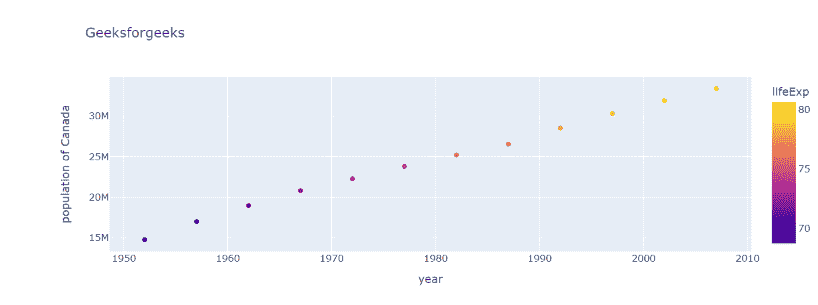 Geeksforgeeks
lifeExp
80
75
70
population of Canada
30M
25M
20M
15M
1950
1960
1970
1980
1990
2000
2010
year